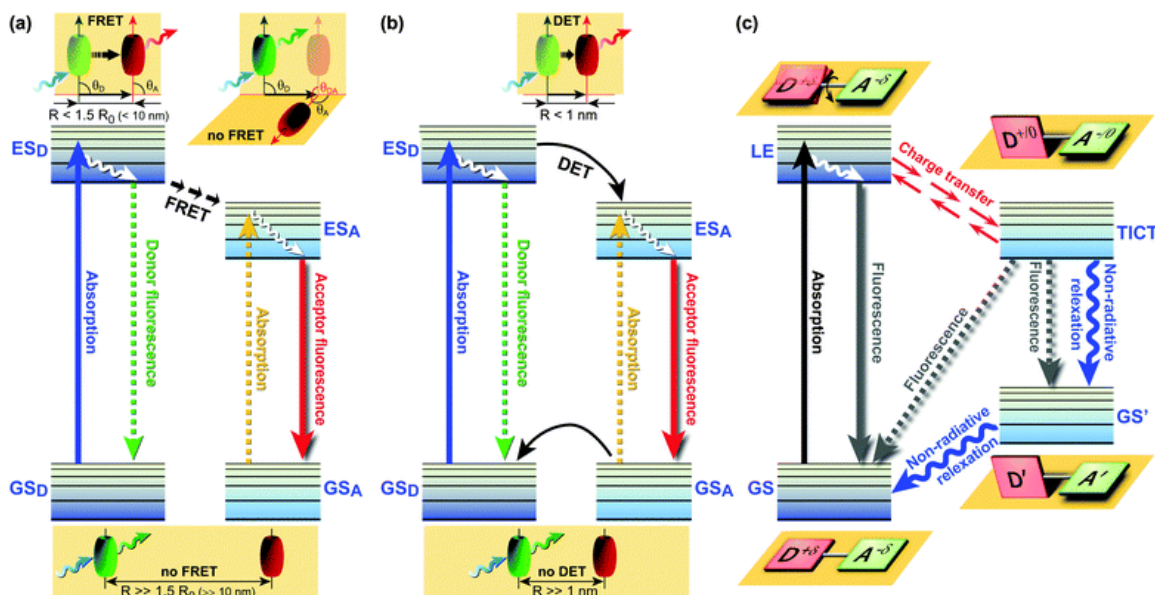 (a)
FRET
θD
θA
R < 1.5 R0 (< 10 nm)
θD
θDA
θA
no FRET
ESD
FRET
ESA
Absorption
Donor fluorescence
Absorption
Acceptor fluorescence
GSD
GSA
no FRET
R >> 1.5 R0 (>> 10 nm)
(b)
DET
R < 1 nm
ESD
DET
ESA
Absorption
Donor fluorescence
Absorption
Acceptor fluorescence
GSD
GSA
no DET
R >> 1 nm
(c)
D+δ
A-δ
D+/0
A-/0
LE
Charge transfer
TICT
Absorption
Fluorescence
Fluorescence
Fluorescence
Non-radiative
relexation
GS'
Non-radiative
relexation
GS
D'
A'
D+δ
A-δ